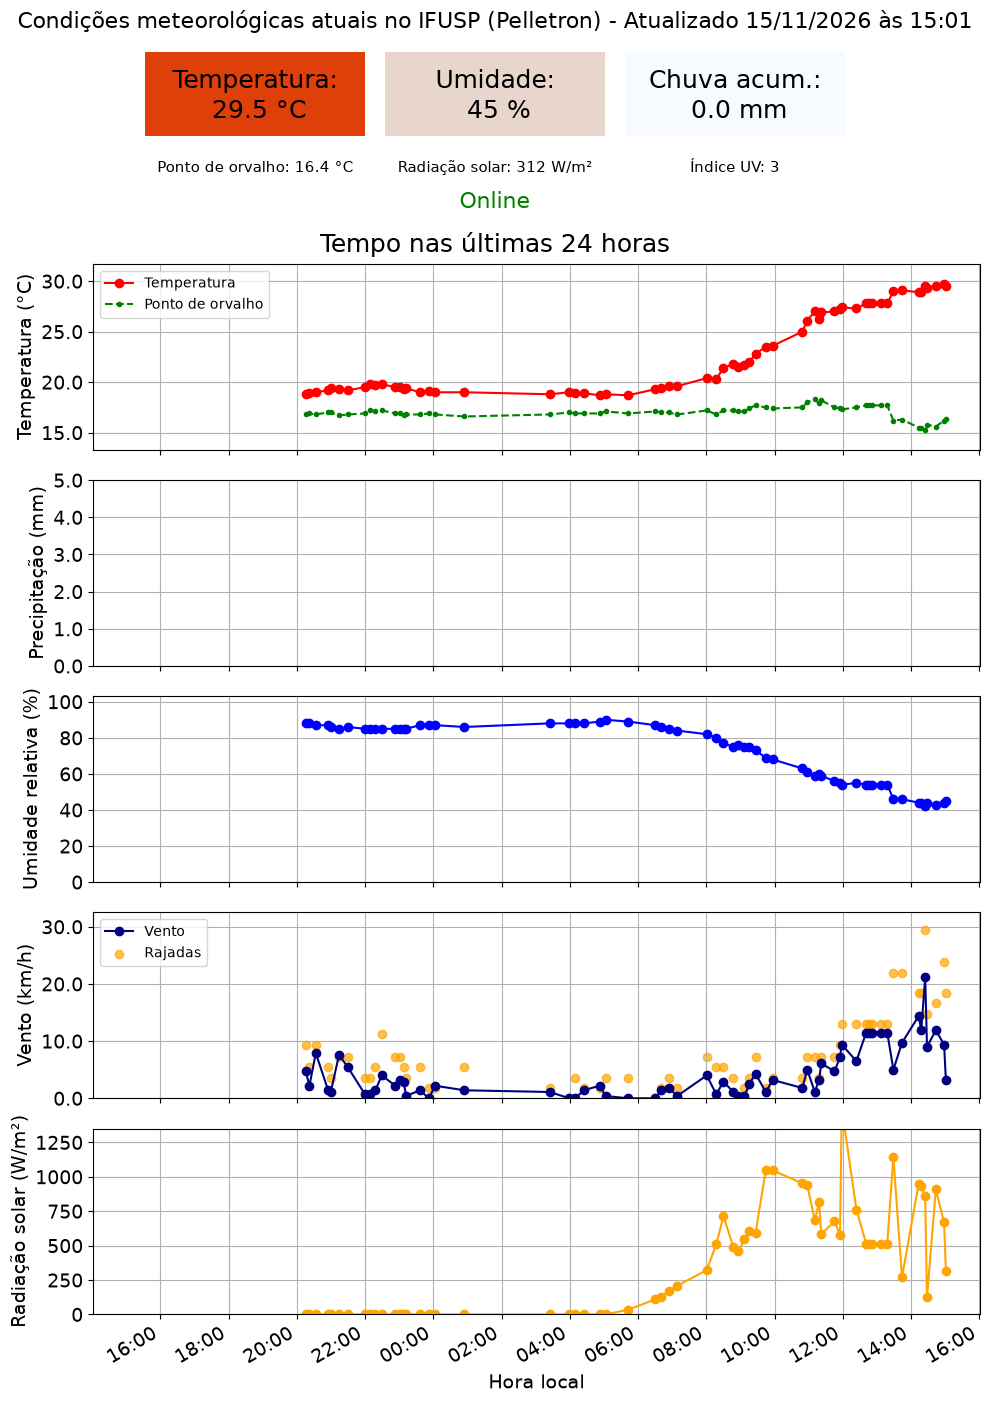 Condições meteorológicas atuais no IFUSP (Pelletron) - Atualizado 15/11/2026 às 15:01
Temperatura:
29.5 °C
Umidade:
45 %
Chuva acum.:
0.0 mm
Ponto de orvalho: 16.4 °C
Radiação solar: 312 W/m²
Índice UV: 3
Online
Tempo nas últimas 24 horas
Temperatura (°C)
30.0
25.0
20.0
15.0
Temperatura
Ponto de orvalho
Precipitação (mm)
5.0
4.0
3.0
2.0
1.0
0.0
Umidade relativa (%)
100
80
60
40
20
0
Vento (km/h)
30.0
20.0
10.0
0.0
Vento
Rajadas
Radiação solar (W/m²)
1250
1000
750
500
250
0
16:00
18:00
20:00
22:00
00:00
02:00
04:00
06:00
08:00
10:00
12:00
14:00
16:00
Hora local